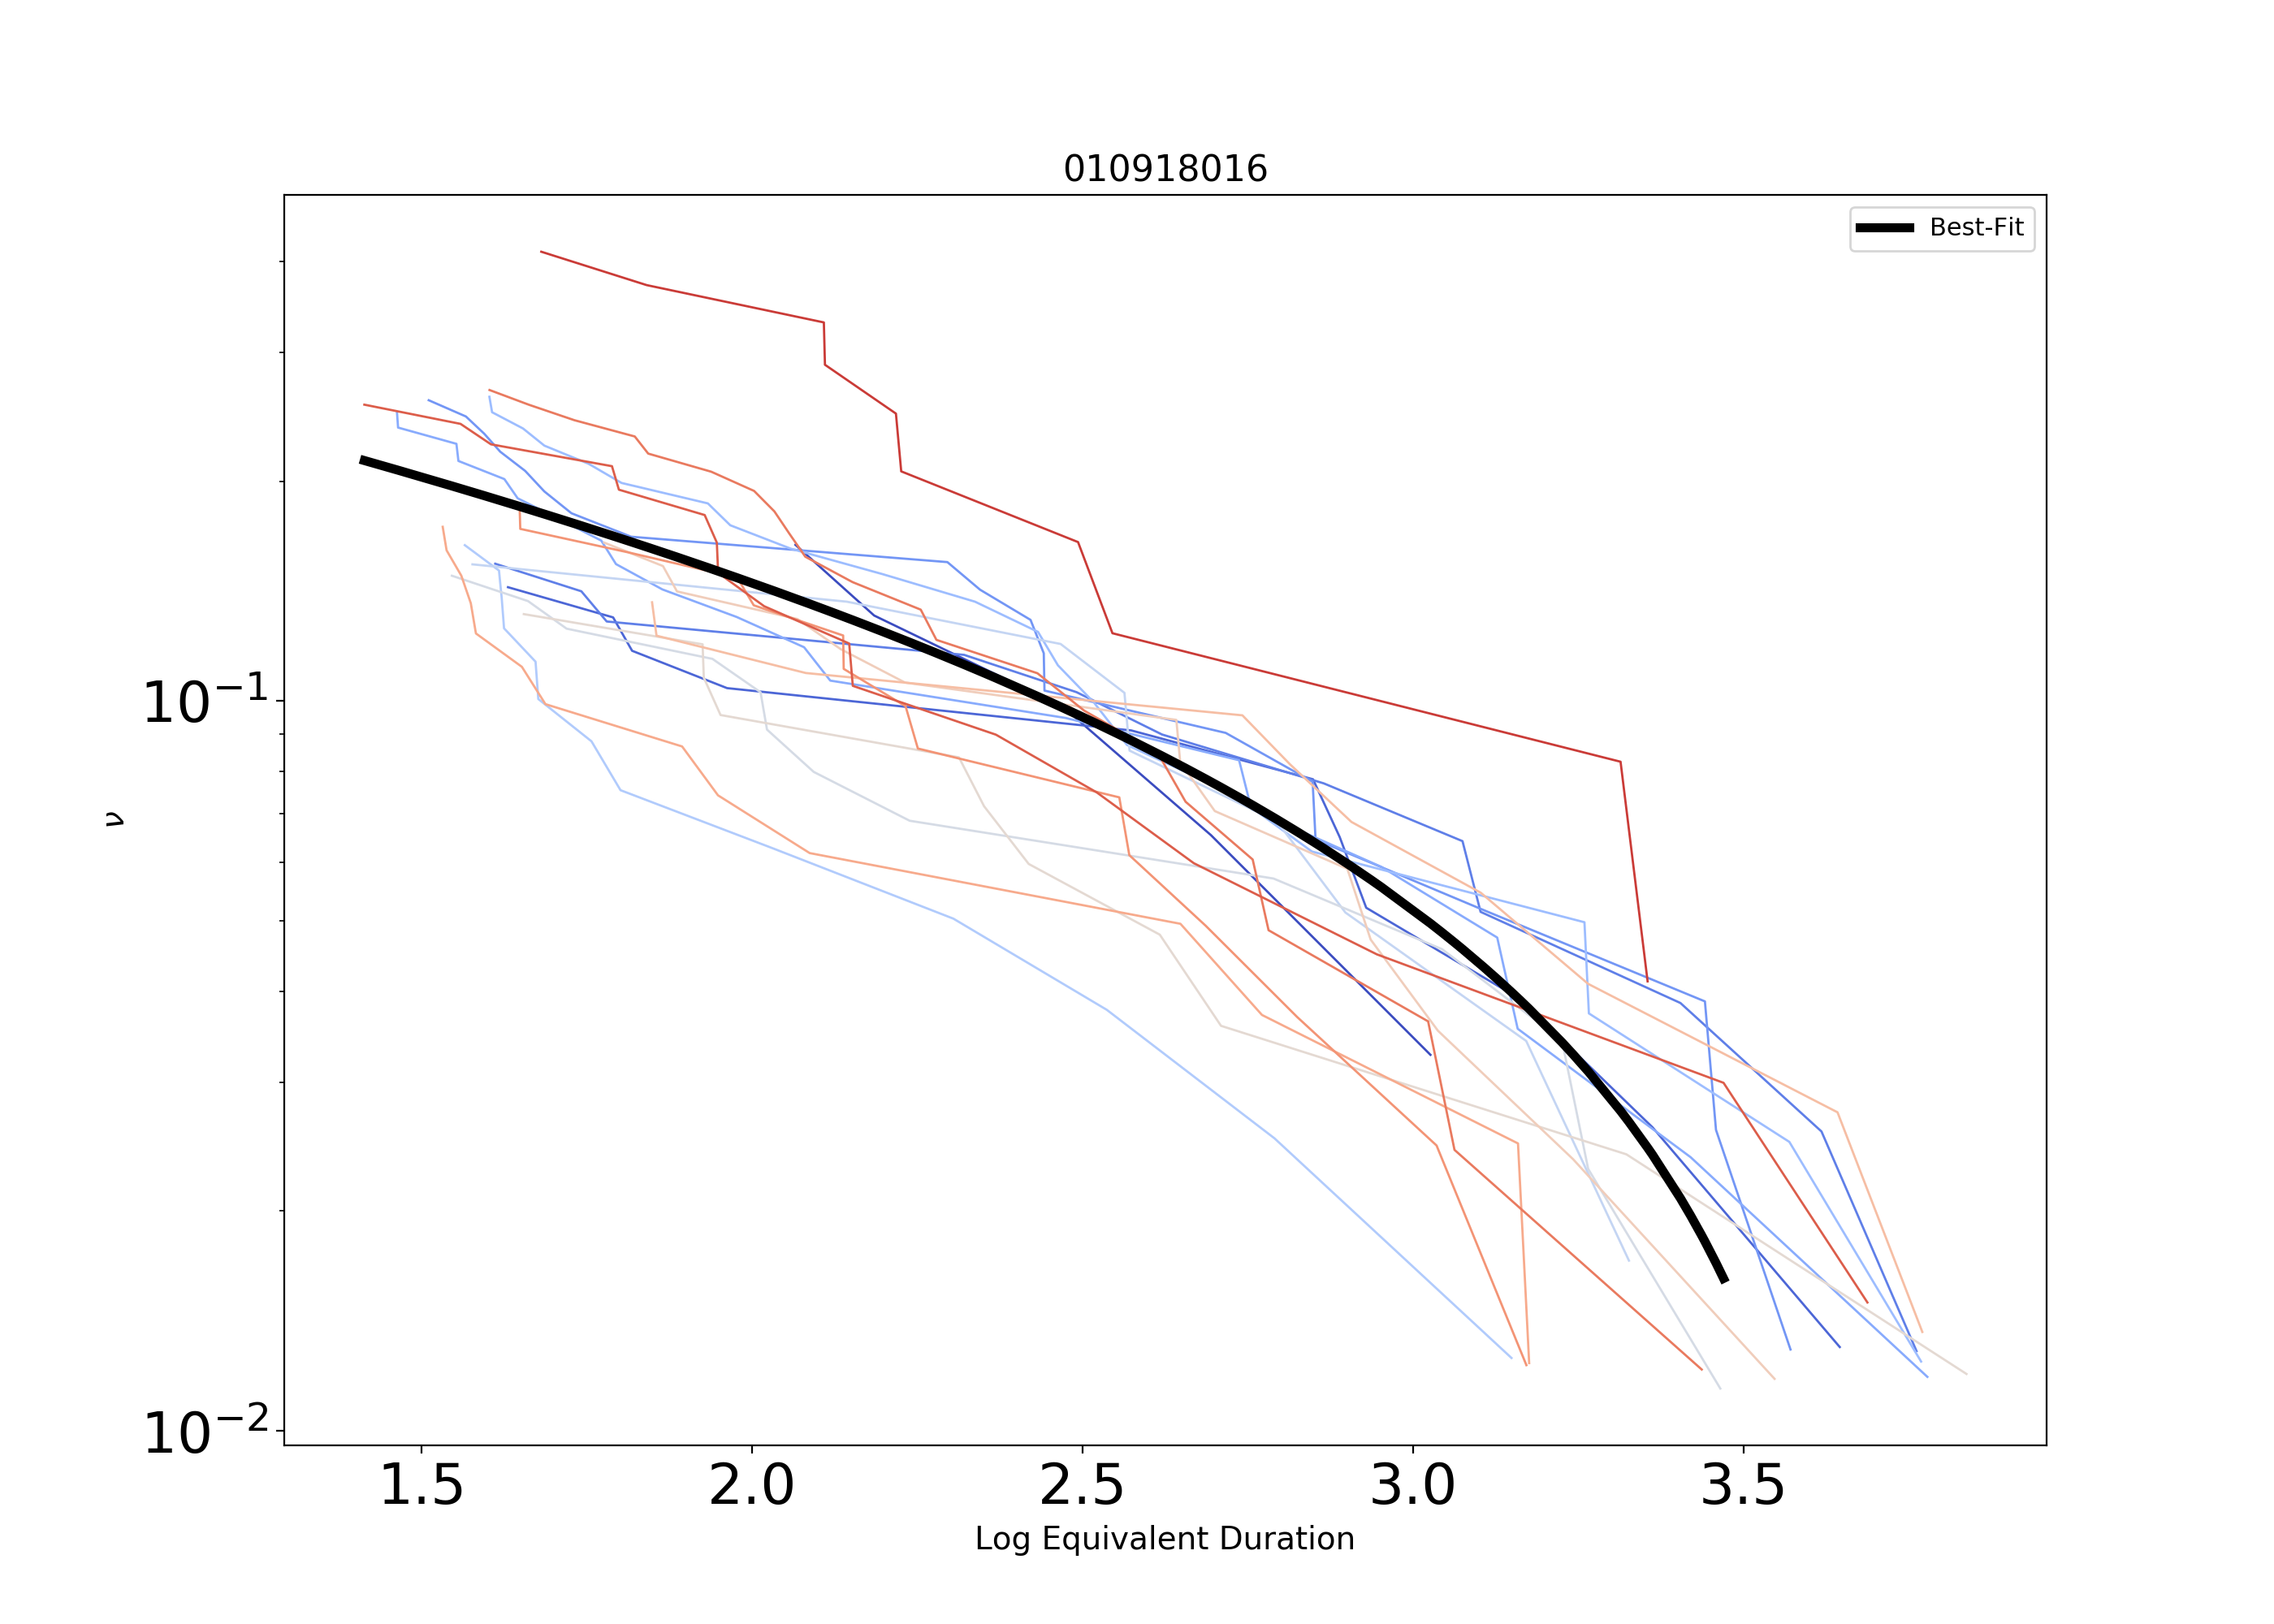 010918016
Best-Fit
10⁻¹
ν
10⁻²
1.5 2.0 2.5 3.0 3.5
Log Equivalent Duration